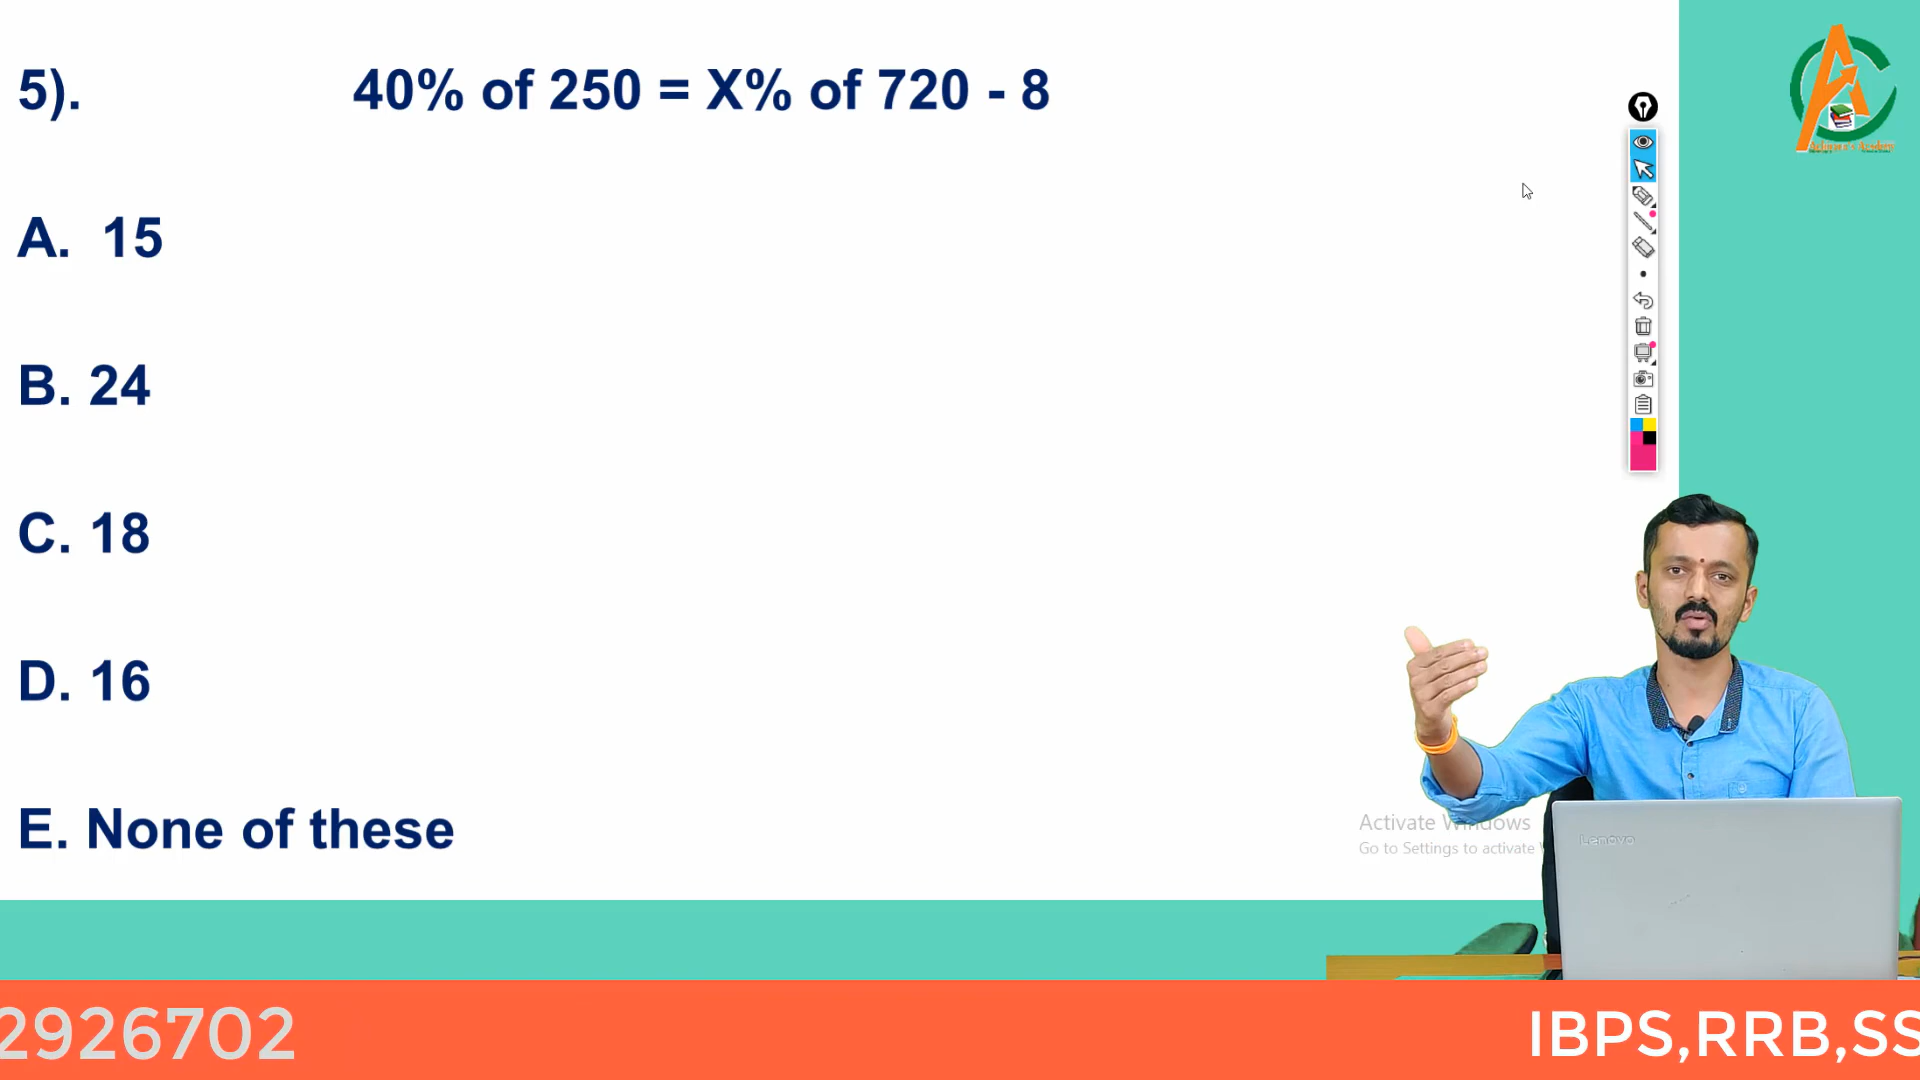 5). 40% of 250 = X% of 720 - 8
A. 15
B. 24
C. 18
D. 16
E. None of these
Activate Windows
Go to Settings to activate
Lenovo
2926702
IBPS,RRB,SS